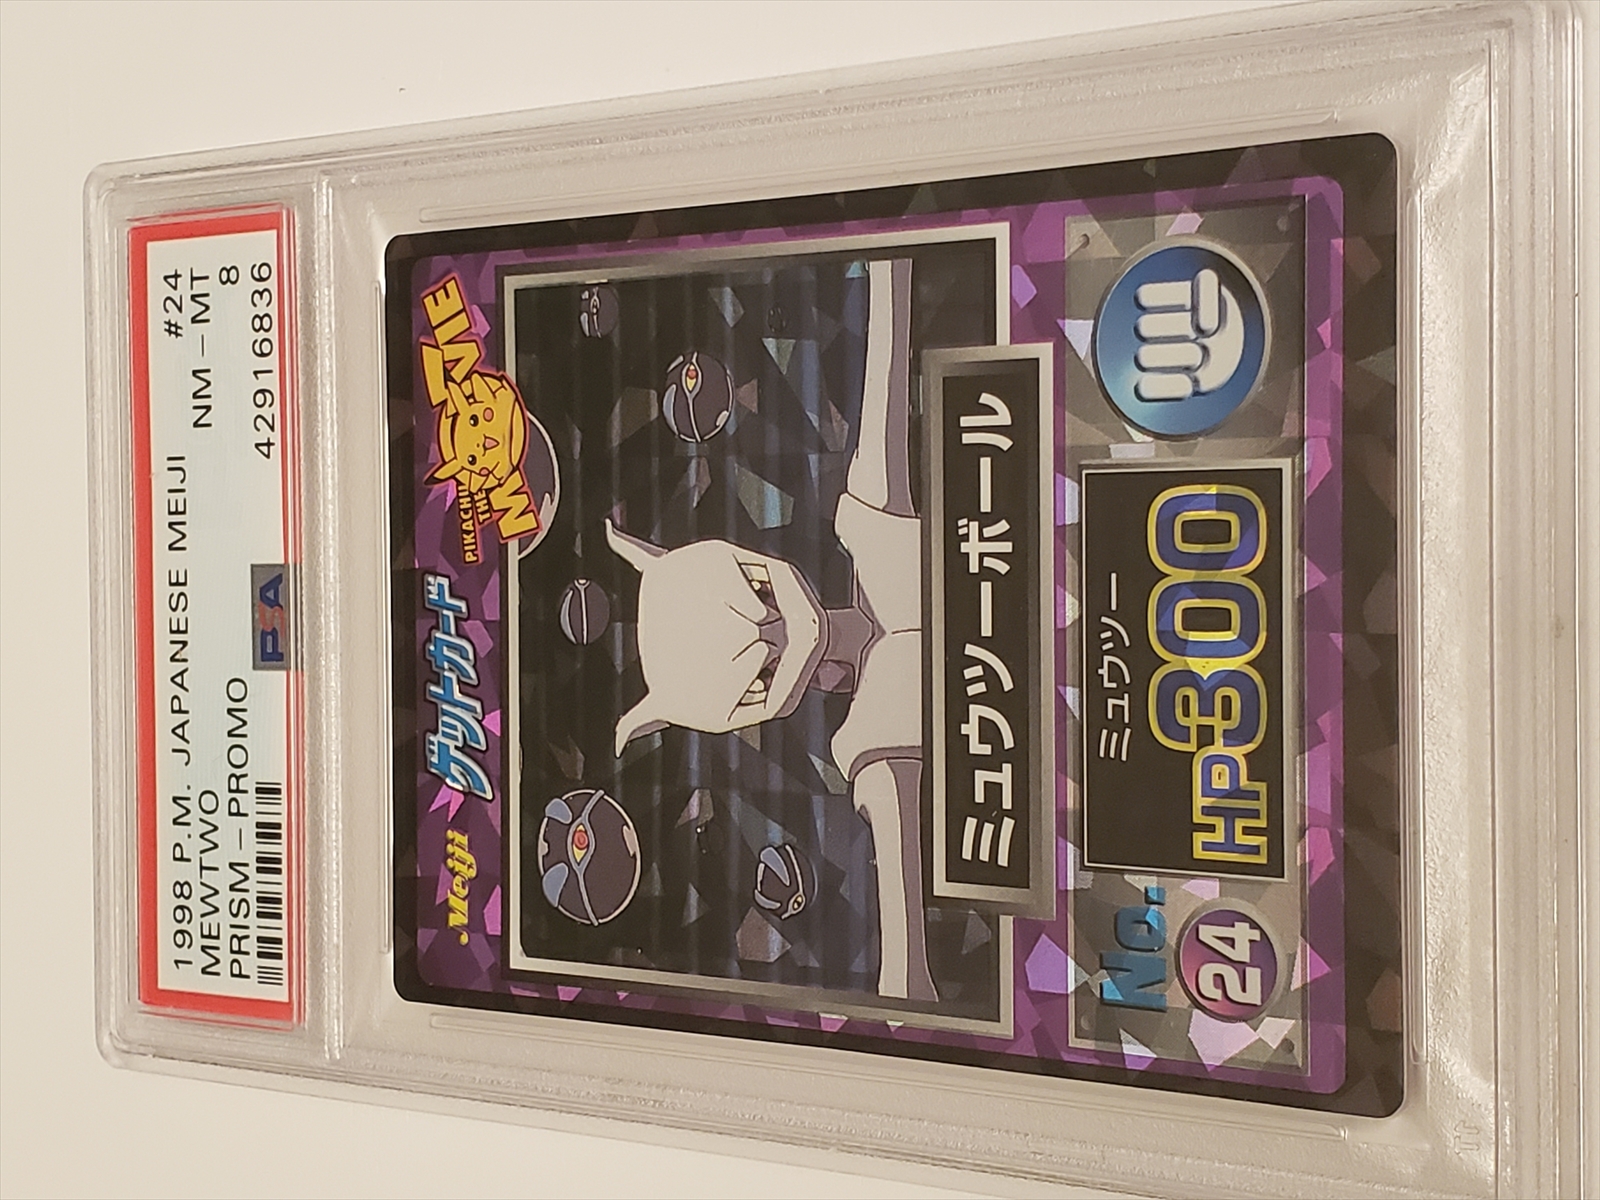 1998 P.M. JAPANESE MEIJI #24
MEWTWO NM-MT
PRISM-PROMO 8
42916836
PSA
Meiji ゲットカード
PIKACHU
THE
MOVIE
ミュウツーボール
ミュウツー
HP300
No.
24